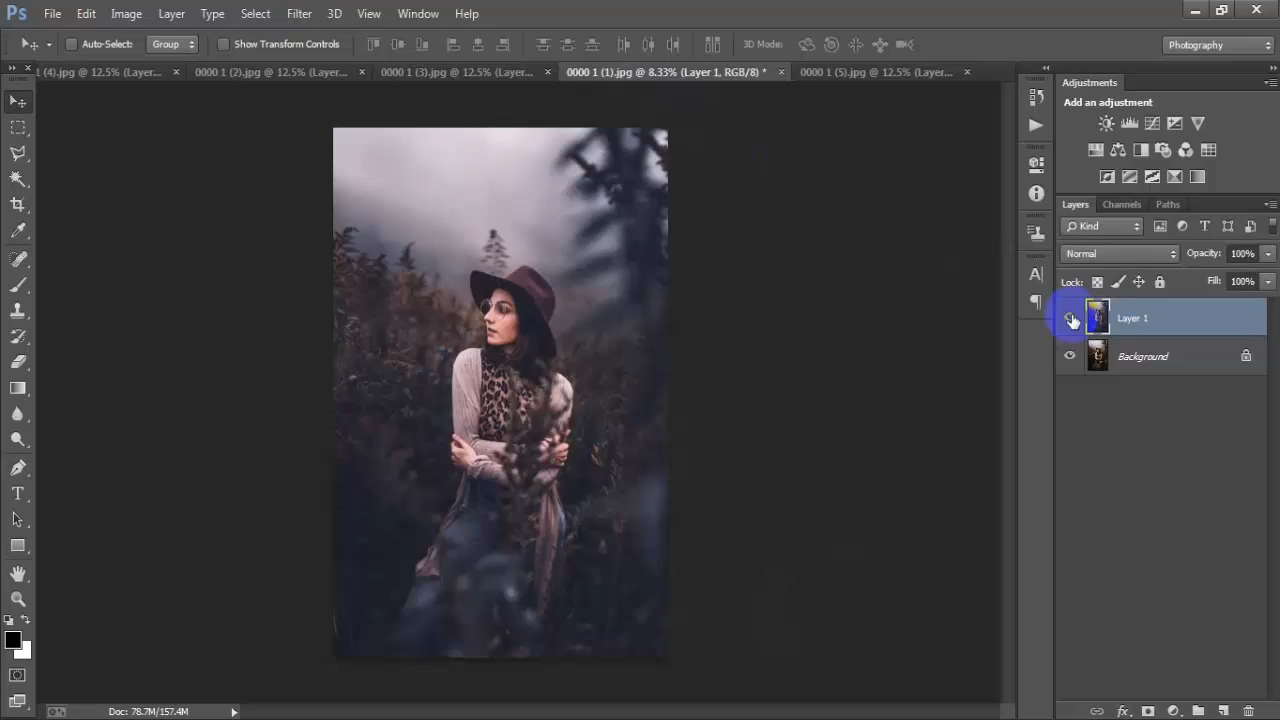 Ps File Edit Image Layer Type Select Filter 3D View Window Help
Auto-Select: Group Show Transform Controls 3D Mode: Photography
(4).jpg @ 12.5% (Layer... × 0000 1 (2).jpg @ 12.5% (Layer... × 0000 1 (3).jpg @ 12.5% (Layer... × 0000 1 (1).jpg @ 8.33% (Layer 1, RGB/8) * × 0000 1 (5).jpg @ 12.5% (Layer... ×
Adjustments
Add an adjustment
Layers Channels Paths
Kind
Normal Opacity: 100%
Lock: Fill: 100%
Layer 1
Background
Doc: 78.7M/157.4M